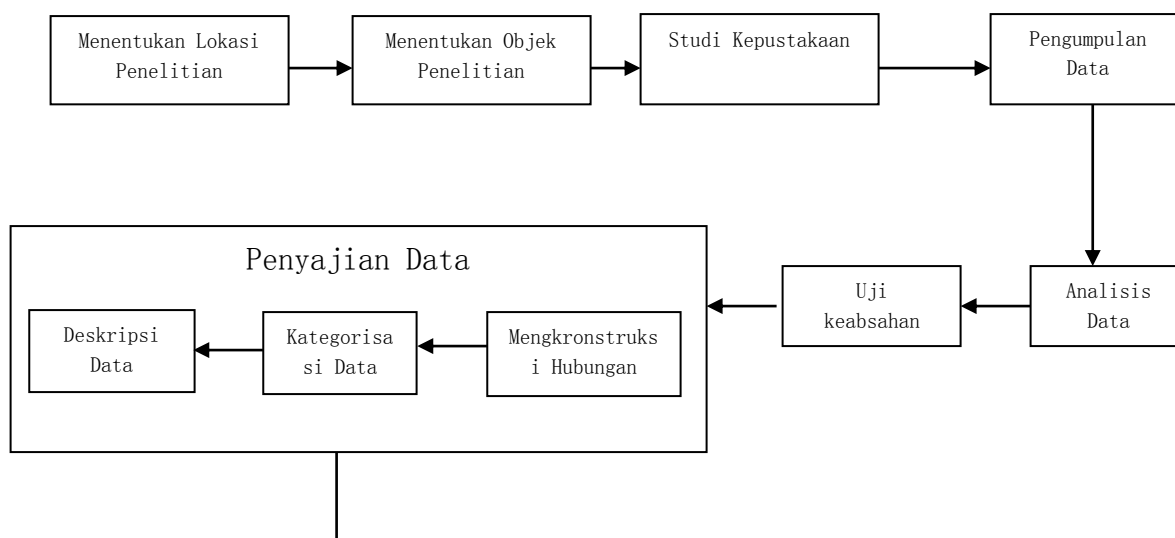 Menentukan Lokasi
Penelitian
Menentukan Objek
Penelitian
Studi Kepustakaan
Pengumpulan
Data
Analisis
Data
Uji
keabsahan
Penyajian Data
Mengkronstruks
i Hubungan
Kategorisa
si Data
Deskripsi
Data